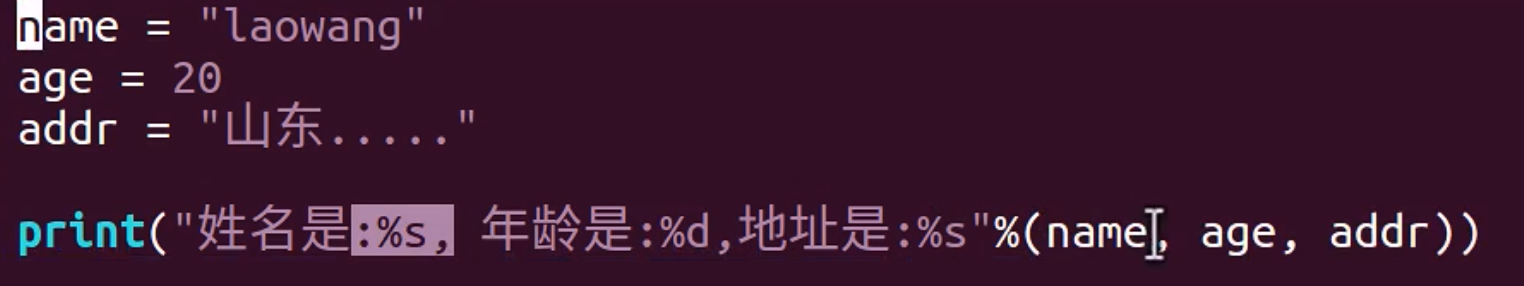 name = "laowang"
age = 20
addr = "山东....."
print("姓名是:%s, 年龄是:%d,地址是:%s"%(name, age, addr))